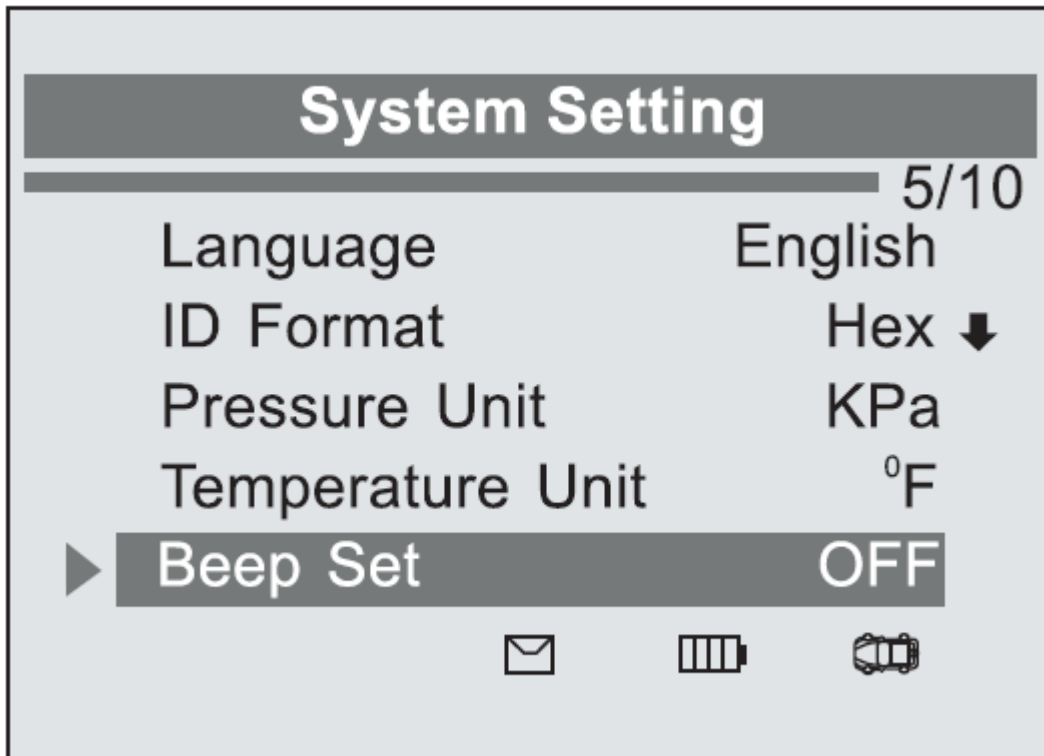 System Setting
5/10
Language English
ID Format Hex
Pressure Unit KPa
Temperature Unit ⁰F
Beep Set OFF